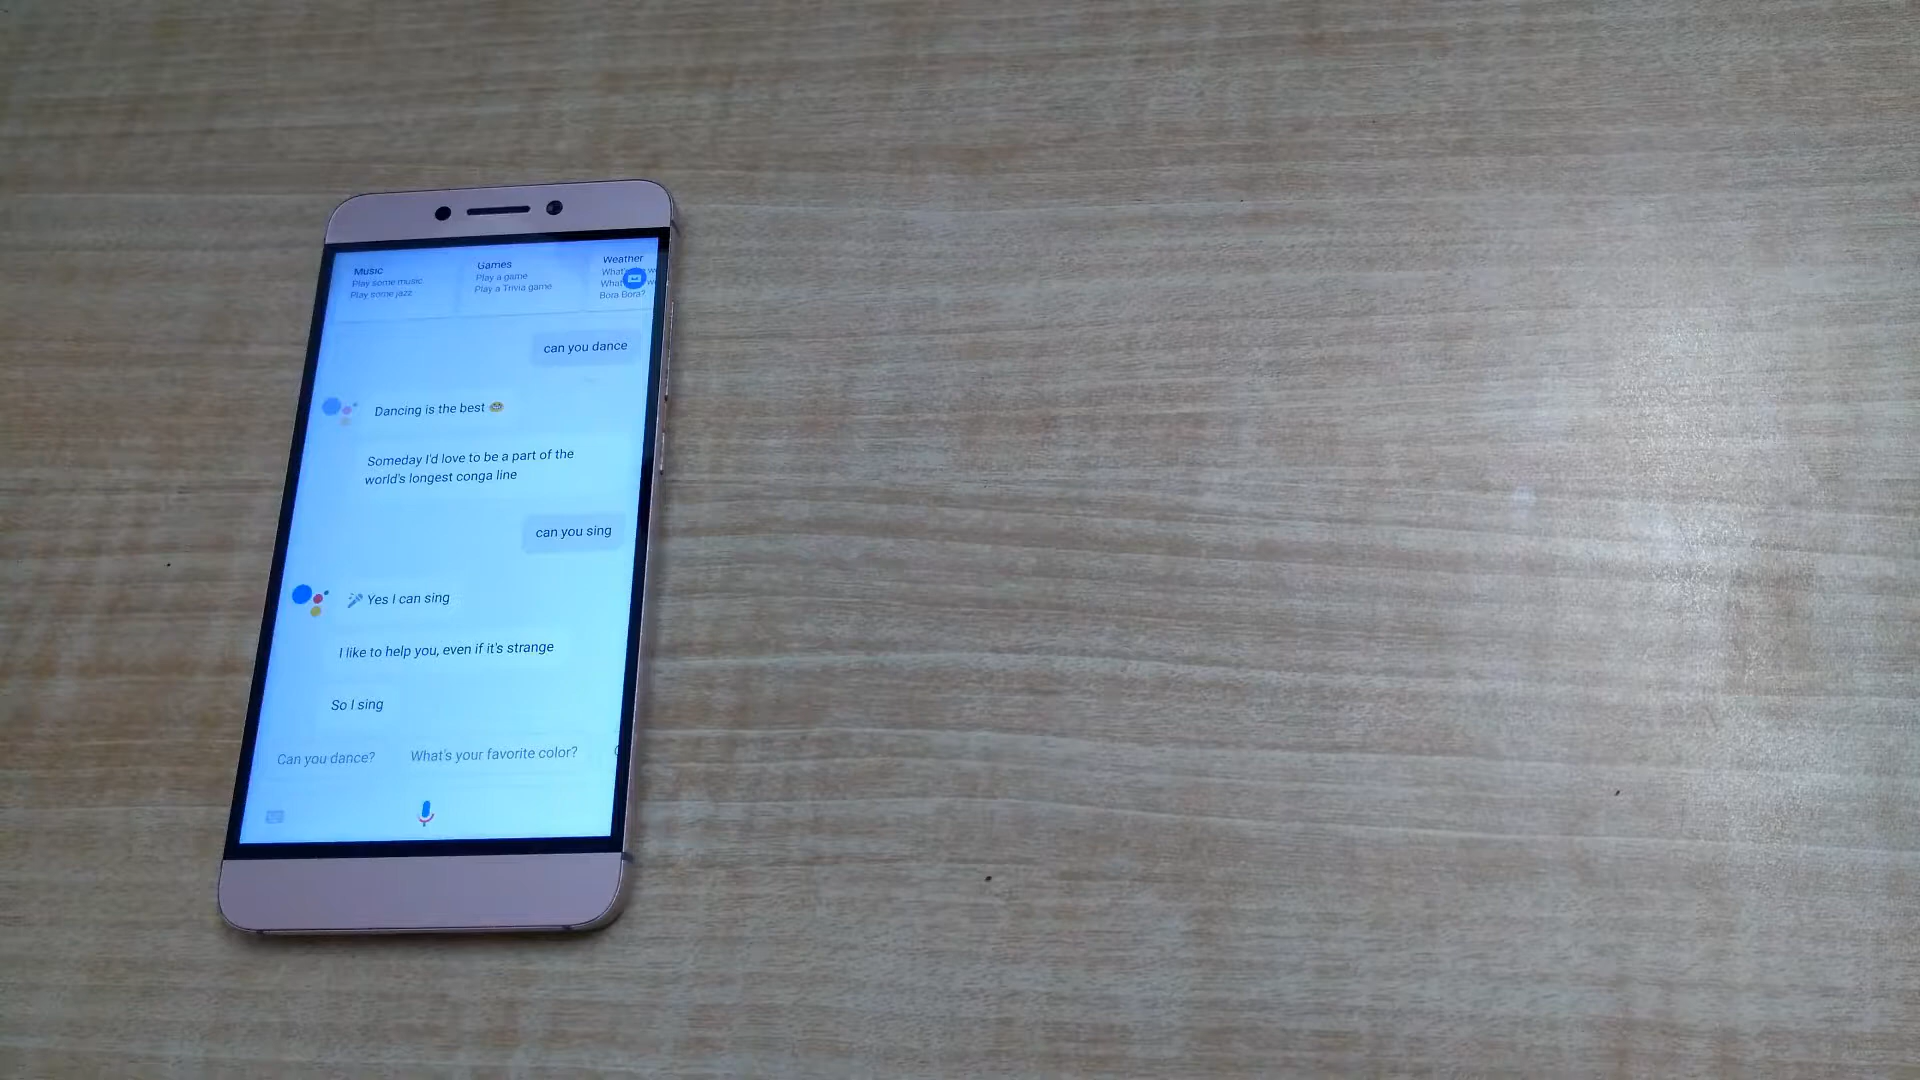 Music
Play some music
Play some jazz
Games
Play a game
Play a Trivia game
Weather
What's
What
Bora Bora?
can you dance
Dancing is the best
Someday I'd love to be a part of the
world's longest conga line
can you sing
Yes I can sing
I like to help you, even if it's strange
So I sing
Can you dance?
What's your favorite color?